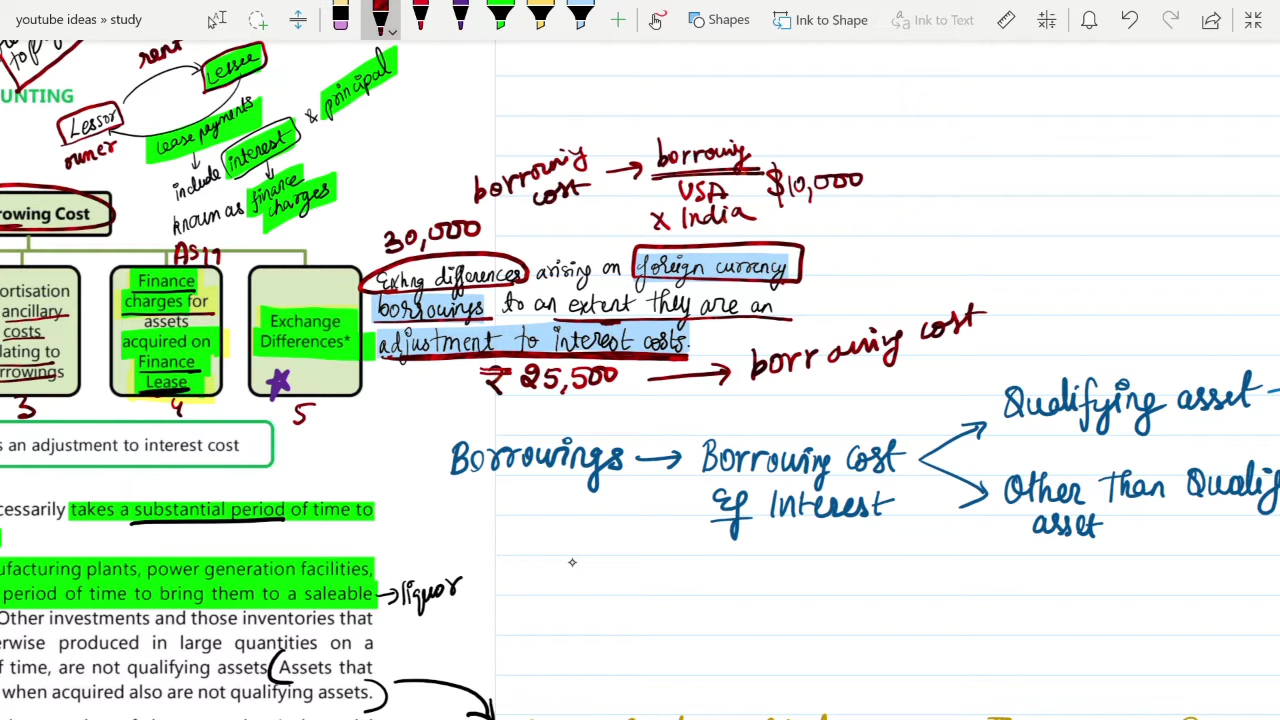 youtube ideas » study
Shapes
Ink to Shape
Ink to Text
UNTING
rent
Lessee
Lessor
owner
Lease payments
include interest & principal
known as finance charges
rowing Cost
AS 19
ortisation
ancillary
costs
lating to
rrowings
3
Finance
charges for
assets
acquired on
Finance
Lease
4
Exchange
Differences*
5
borrowing cost → borrowing
USA $10,000
x India
30,000
Exhng differences arising on foreign currency
borrowings to an extent they are an
adjustment to interest costs.
₹ 25,500 → borrowing cost
s an adjustment to interest cost
Borrowings → Borrowing cost
& Interest
Qualifying asset -
Other Than Qualify
asset
cessarily takes a substantial period of time to
ufacturing plants, power generation facilities,
period of time to bring them to a saleable → liquor
Other investments and those inventories that
erwise produced in large quantities on a
of time, are not qualifying assets. Assets that
when acquired also are not qualifying assets.